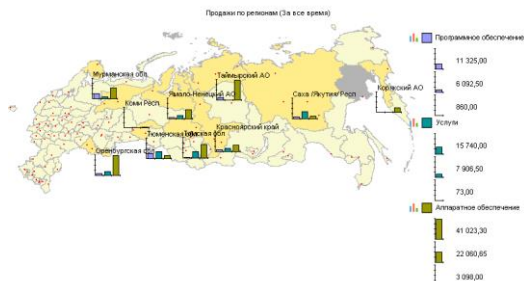 Продажи по регионам (За все время)
Программное обеспечение
11 325,00
6 092,50
860,00
Услуги
15 740,00
7 906,50
73,00
Аппаратное обеспечение
41 023,30
22 060,65
3 098,00
Мурманская обл
Таймырский АО
Ямало-Ненецкий АО
Коми Респ
Саха /Якутия/ Респ
Корякский АО
Красноярский край
Тюменская обл
Оренбургская обл